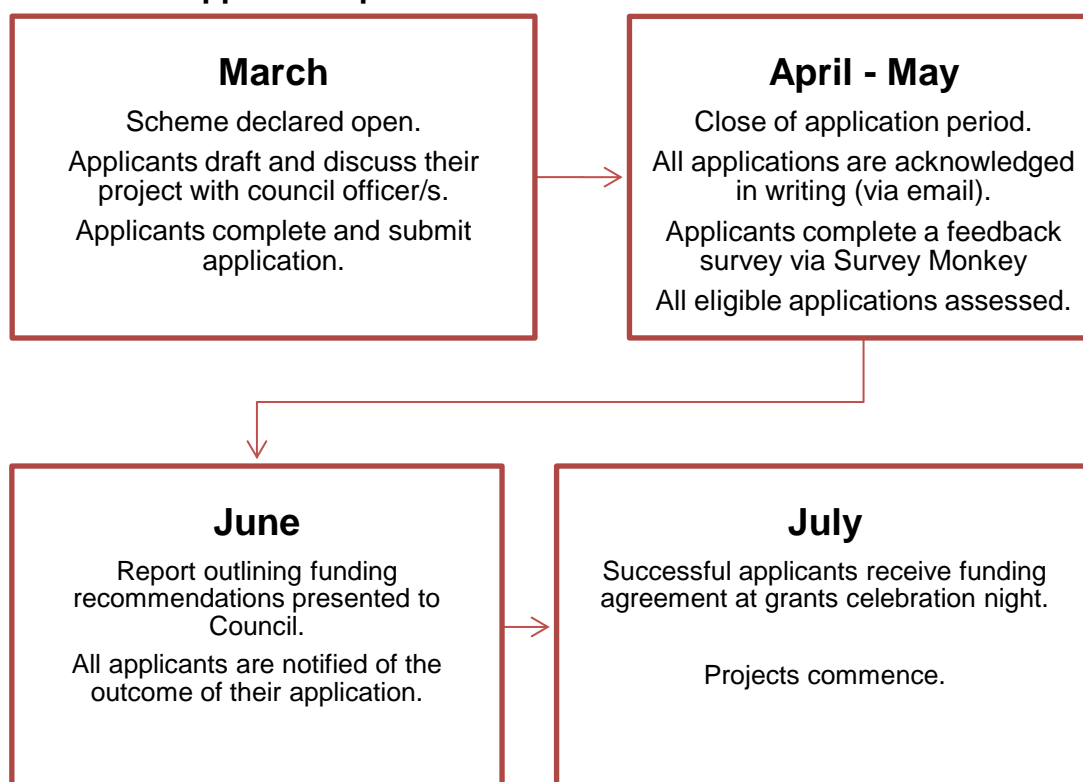 March
Scheme declared open.
Applicants draft and discuss their
project with council officer/s.
Applicants complete and submit
application.
April - May
Close of application period.
All applications are acknowledged
in writing (via email).
Applicants complete a feedback
survey via Survey Monkey
All eligible applications assessed.
June
Report outlining funding
recommendations presented to
Council.
All applicants are notified of the
outcome of their application.
July
Successful applicants receive funding
agreement at grants celebration night.
Projects commence.